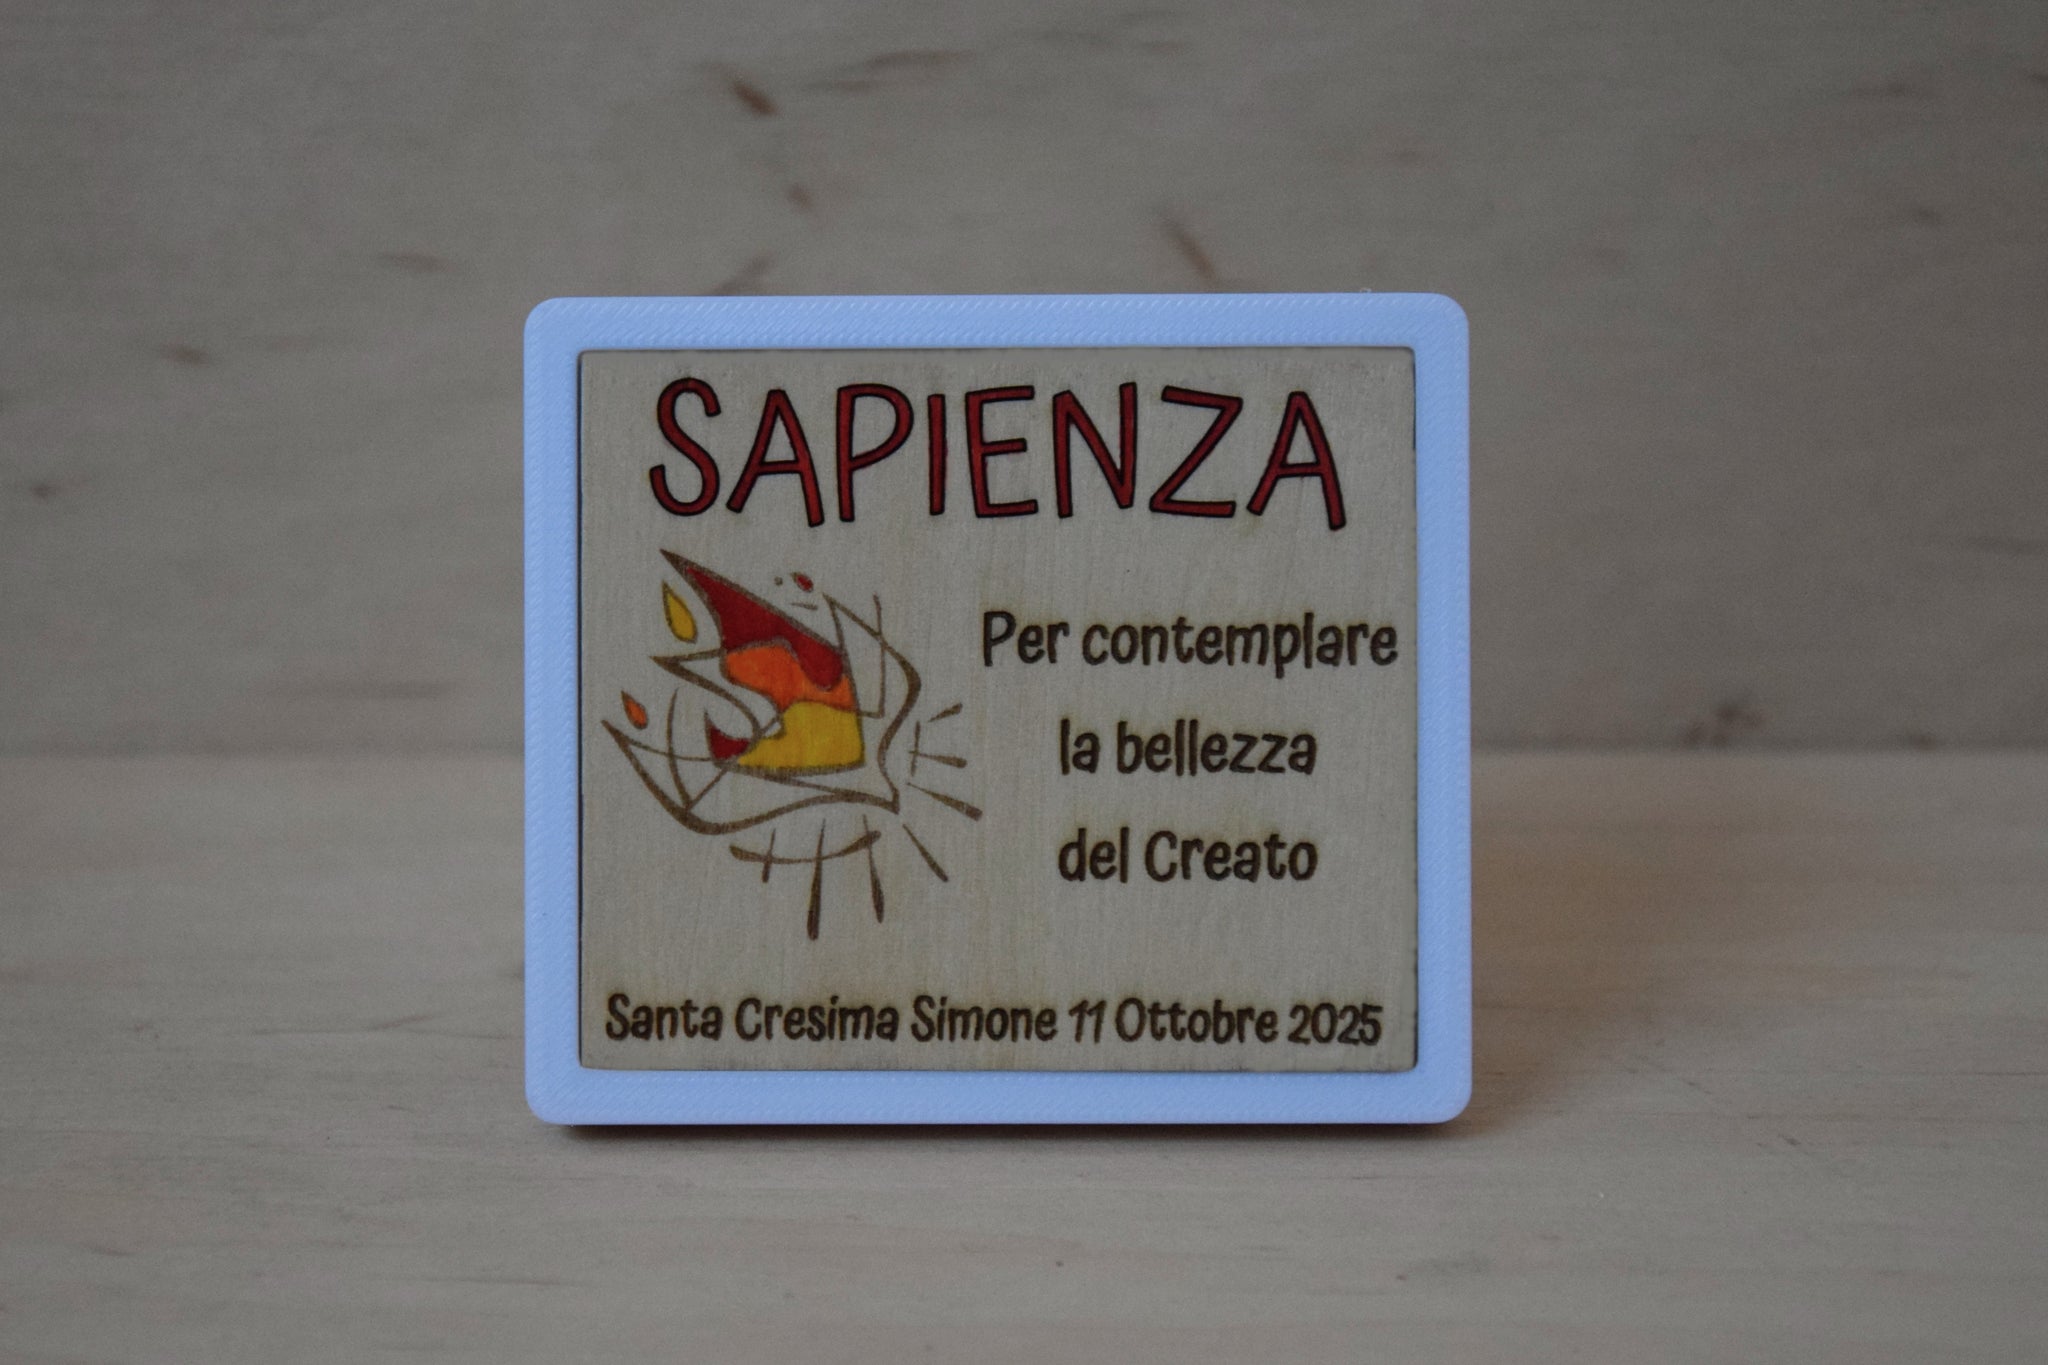 SAPIENZA
Per contemplare
la bellezza
del Creato
Santa Cresima Simone 11 Ottobre 2025